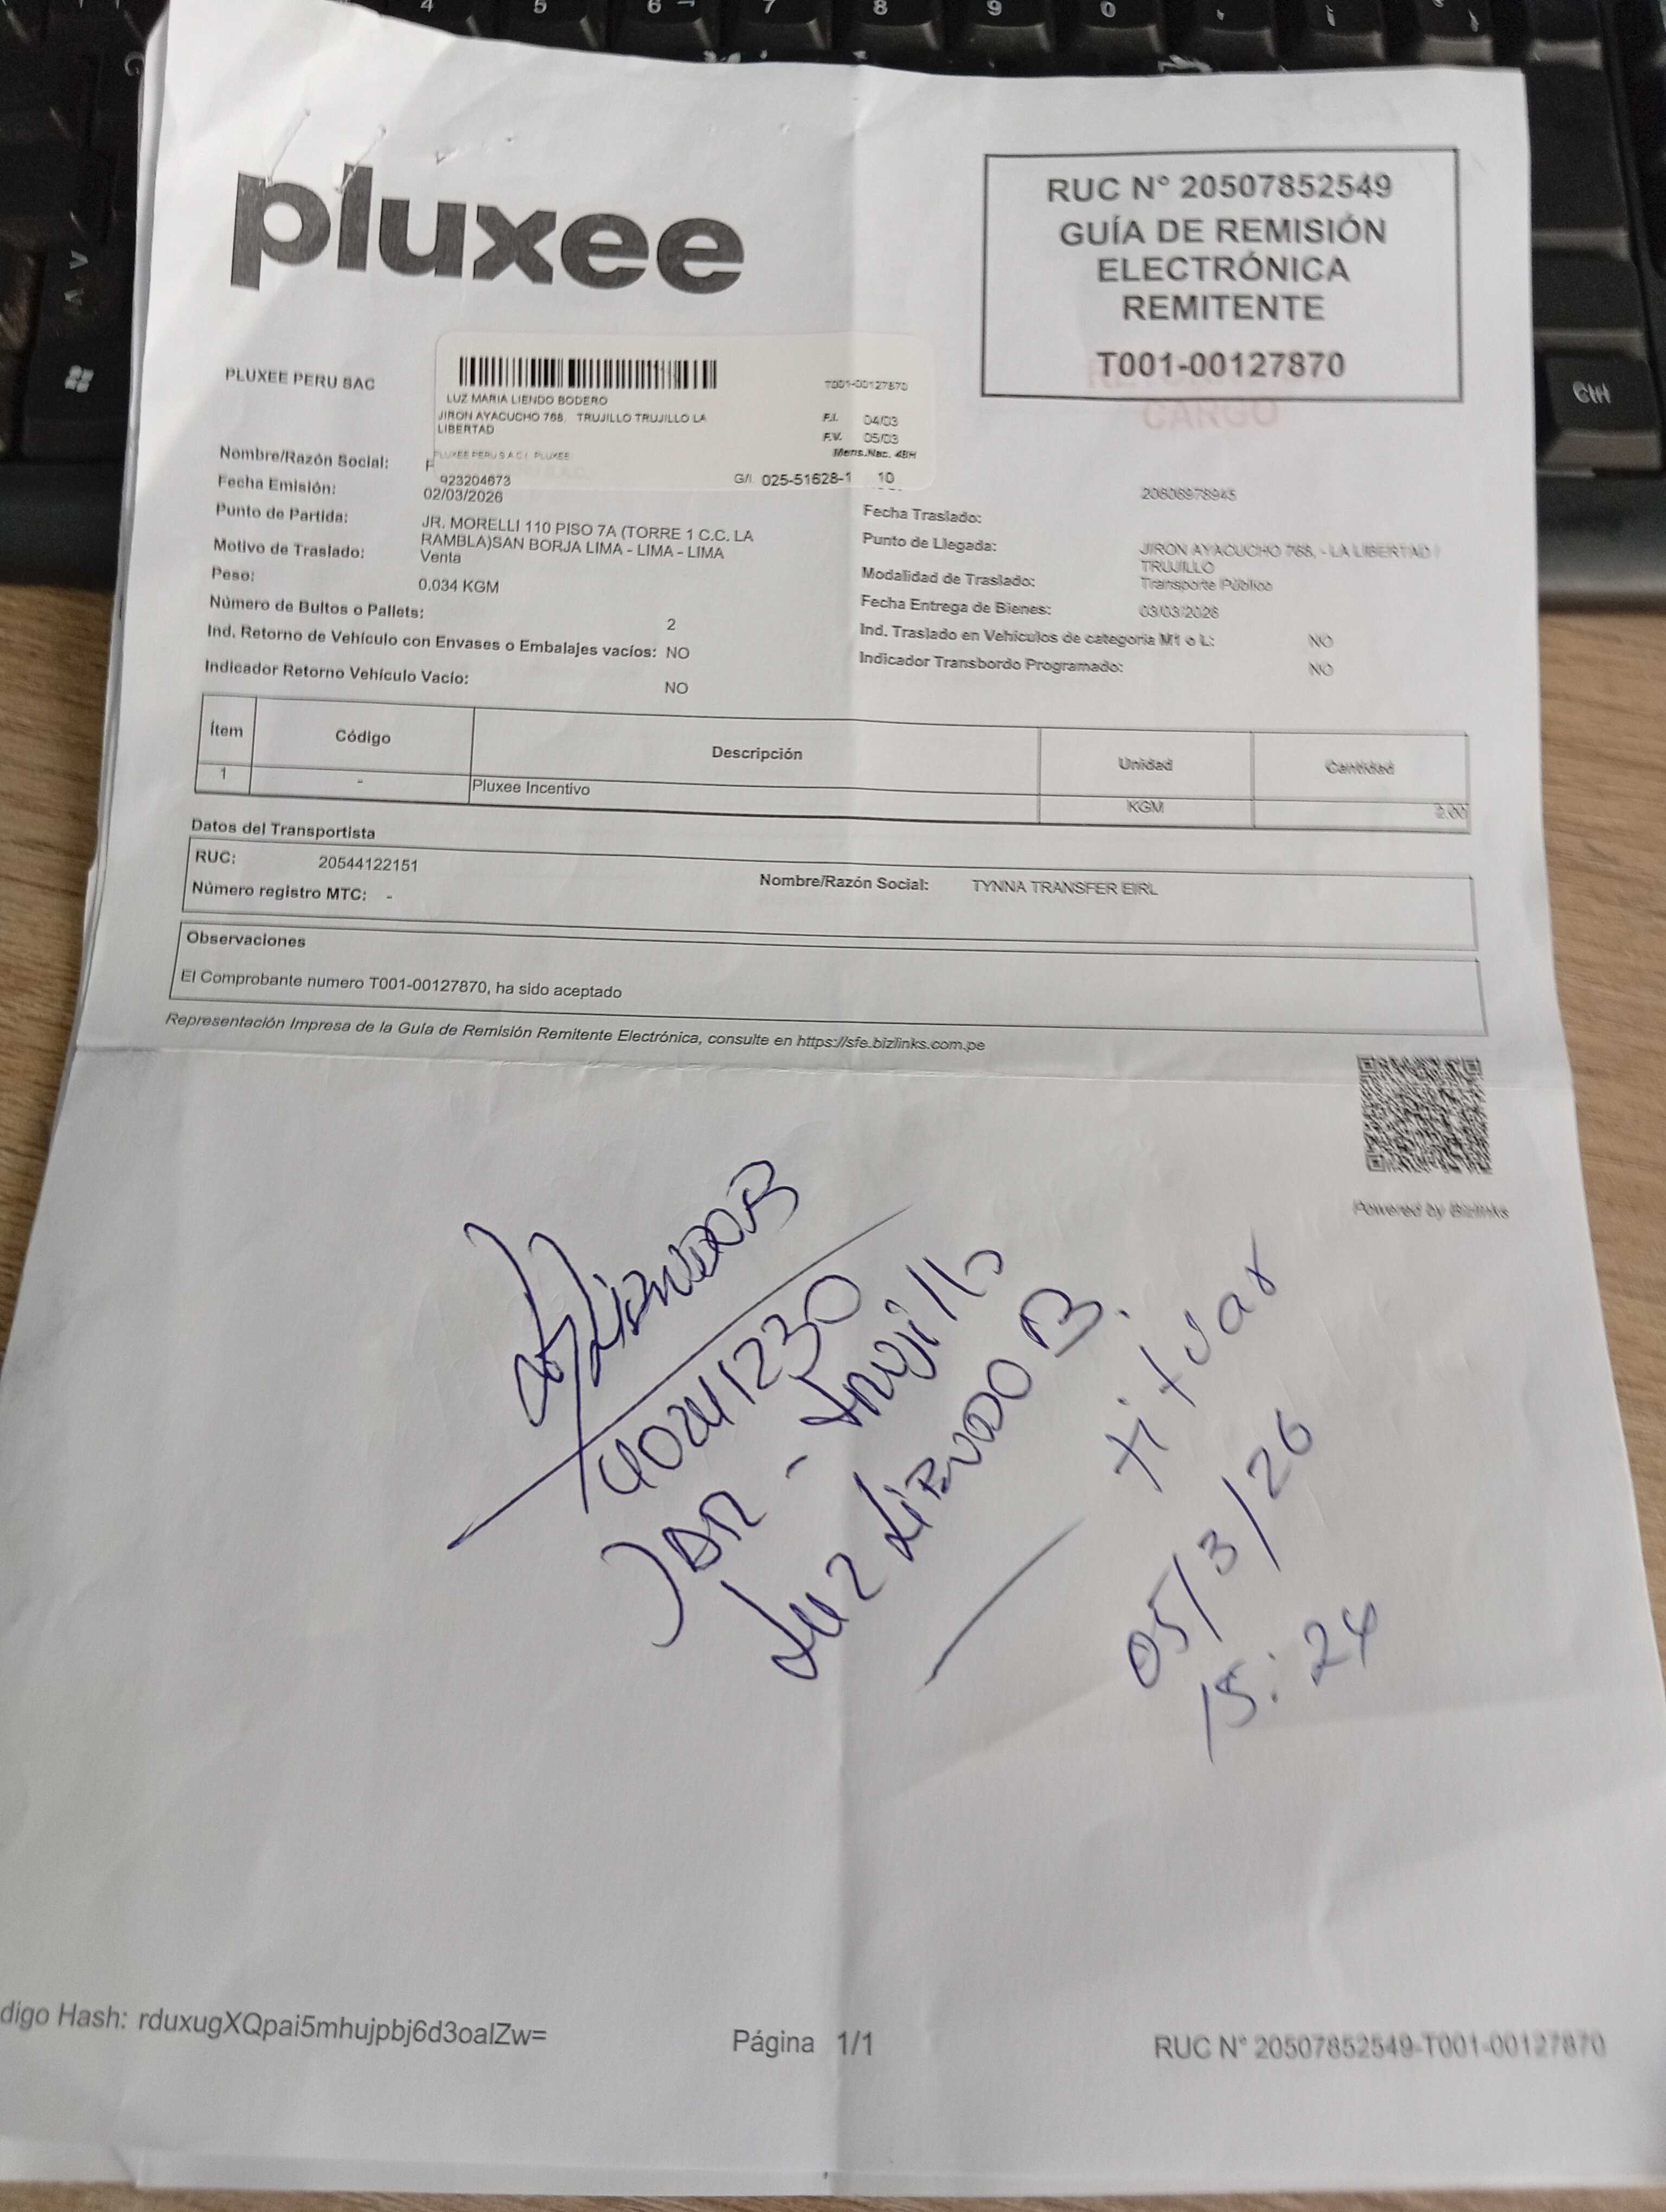 pluxee
RUC N° 20507852549
GUÍA DE REMISIÓN
ELECTRÓNICA
REMITENTE
T001-00127870
CARGO
PLUXEE PERU SAC
T001-00127870
LUZ MARIA LIENDO BODERO
JIRON AYACUCHO 768, TRUJILLO TRUJILLO LA
LIBERTAD
F.I. 04/03
F.V. 05/03
Mens.Nac. 48H
PLUXEE PERU S A C / PLUXEE
923204673
G/I 025-51628-1 10
Nombre/Razón Social:
20606978945
Fecha Emisión: 02/03/2026
Fecha Traslado:
Punto de Partida: JR. MORELLI 110 PISO 7A (TORRE 1 C.C. LA
RAMBLA)SAN BORJA LIMA - LIMA - LIMA
Punto de Llegada: JIRON AYACUCHO 768, - LA LIBERTAD /
TRUJILLO
Motivo de Traslado: Venta
Modalidad de Traslado: Transporte Público
Peso: 0.034 KGM
Fecha Entrega de Bienes: 03/03/2026
Número de Bultos o Pallets: 2
Ind. Traslado en Vehículos de categoría M1 o L: NO
Ind. Retorno de Vehículo con Envases o Embalajes vacíos: NO
Indicador Transbordo Programado: NO
Indicador Retorno Vehículo Vacío: NO
Ítem Código Descripción Unidad Cantidad
1 - Pluxee Incentivo KGM 2.00
Datos del Transportista
RUC: 20544122151
Nombre/Razón Social: TYNNA TRANSFER EIRL
Número registro MTC: -
Observaciones
El Comprobante numero T001-00127870, ha sido aceptado
Representación Impresa de la Guía de Remisión Remitente Electrónica, consulte en https://sfe.bizlinks.com.pe
Powered by Bizlinks
40241230
- Trujillo
Luz Liendo B.
titular
05/3/26
15:24
digo Hash: rduxugXQpai5mhujpbj6d3oalZw=
Página 1/1
RUC N° 20507852549-T001-00127870